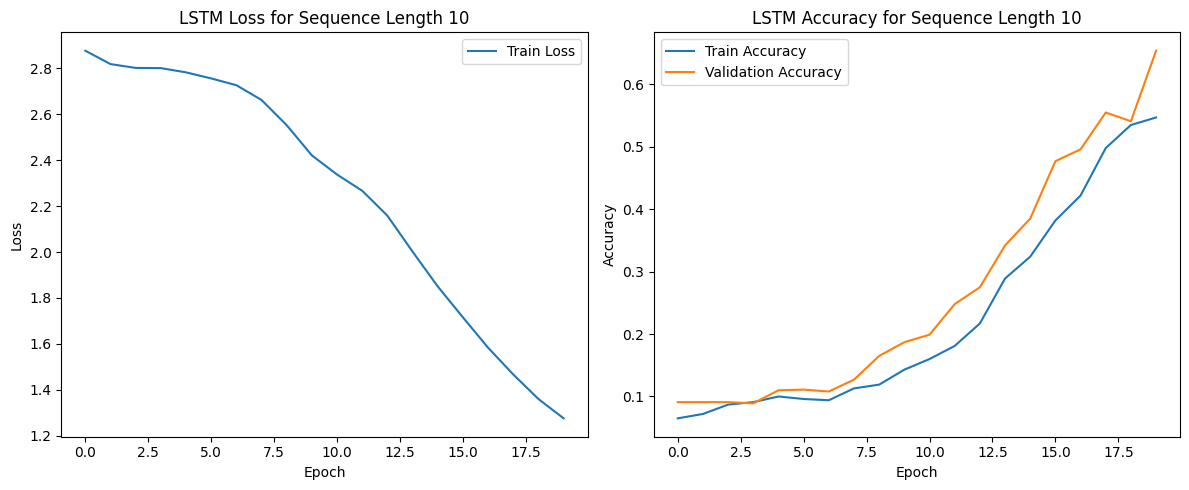 LSTM Loss for Sequence Length 10
Train Loss
2.8
2.6
2.4
2.2
2.0
1.8
1.6
1.4
1.2
Loss
0.0 2.5 5.0 7.5 10.0 12.5 15.0 17.5
Epoch
LSTM Accuracy for Sequence Length 10
Train Accuracy
Validation Accuracy
0.6
0.5
0.4
0.3
0.2
0.1
Accuracy
0.0 2.5 5.0 7.5 10.0 12.5 15.0 17.5
Epoch